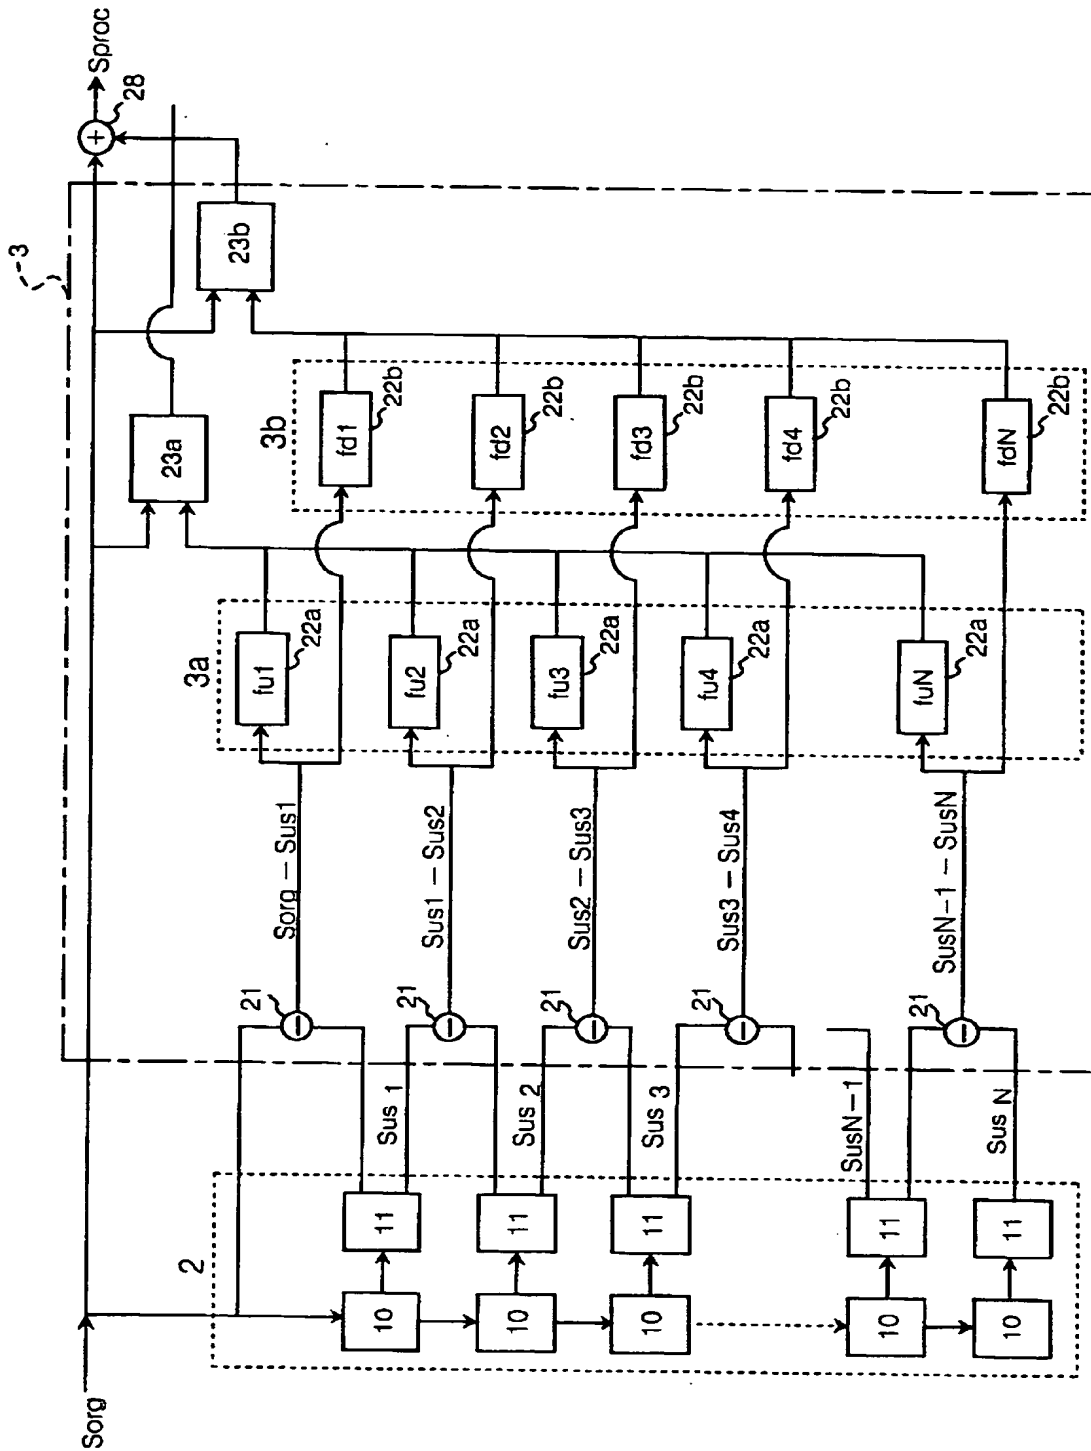 Sorg
2
10
11
10
11
10
11
10
11
10
11
Sus 1
Sus 2
Sus 3
SusN-1
Sus N
21
21
21
21
21
Sorg - Sus1
Sus1 - Sus2
Sus2 - Sus3
Sus3 - Sus4
SusN-1 - SusN
3a
fu1
22a
fu2
22a
fu3
22a
fu4
22a
fuN
22a
23a
3b
fd1
22b
fd2
22b
fd3
22b
fd4
22b
fdN
22b
23b
3
28
Sproc